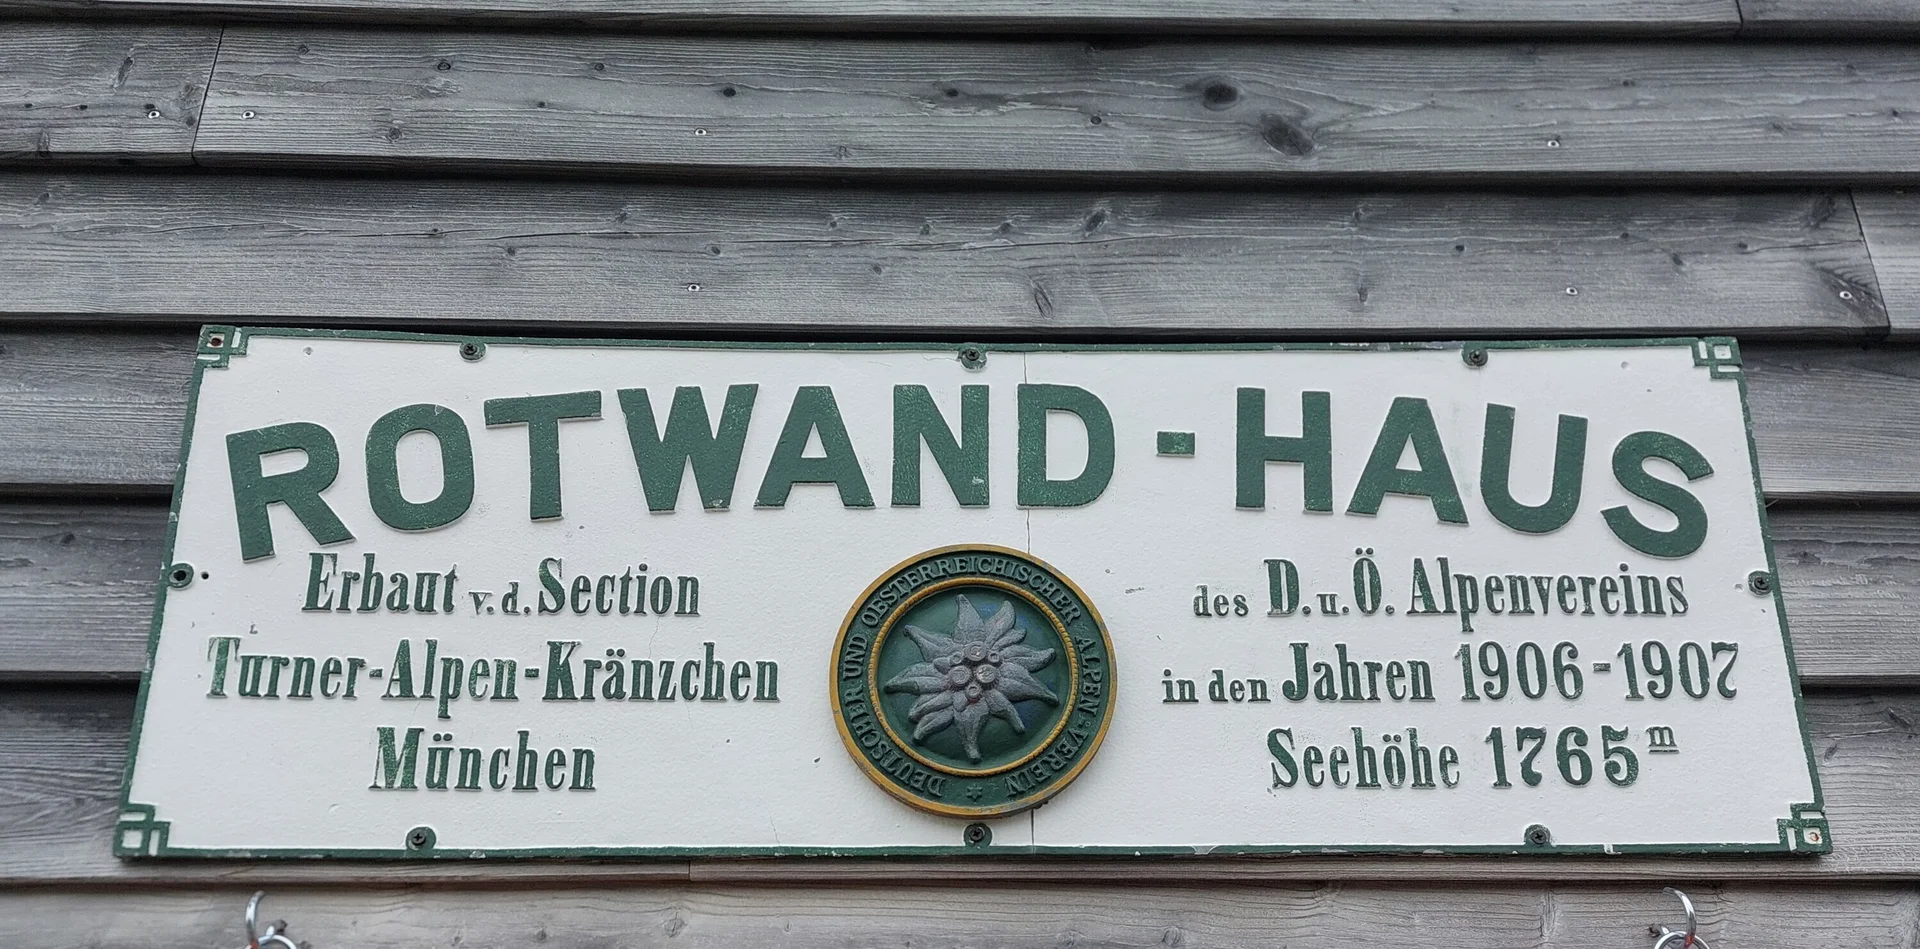 ROTWAND-HAUS
Erbaut v. d. Section
Turner-Alpen-Kränzchen
München
DEUTSCHER UND OESTERREICHISCHER ALPEN-VEREIN *
des D. u. Ö. Alpenvereins
in den Jahren 1906-1907
Seehöhe 1765 m